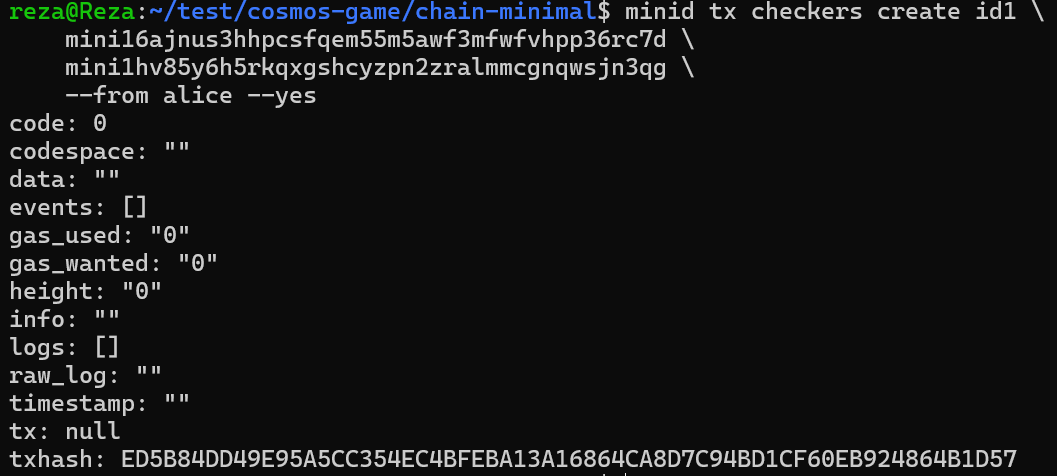 reza@Reza:~/test/cosmos-game/chain-minimal$ minid tx checkers create id1 \
    mini16ajnus3hhpcsfqem55m5awf3mfwfvhpp36rc7d \
    mini1hv85y6h5rkqxgshcyzpn2zralmmcgnqwsjn3qg \
    --from alice --yes
code: 0
codespace: ""
data: ""
events: []
gas_used: "0"
gas_wanted: "0"
height: "0"
info: ""
logs: []
raw_log: ""
timestamp: ""
tx: null
txhash: ED5B84DD49E95A5CC354EC4BFEBA13A16864CA8D7C94BD1CF60EB924864B1D57